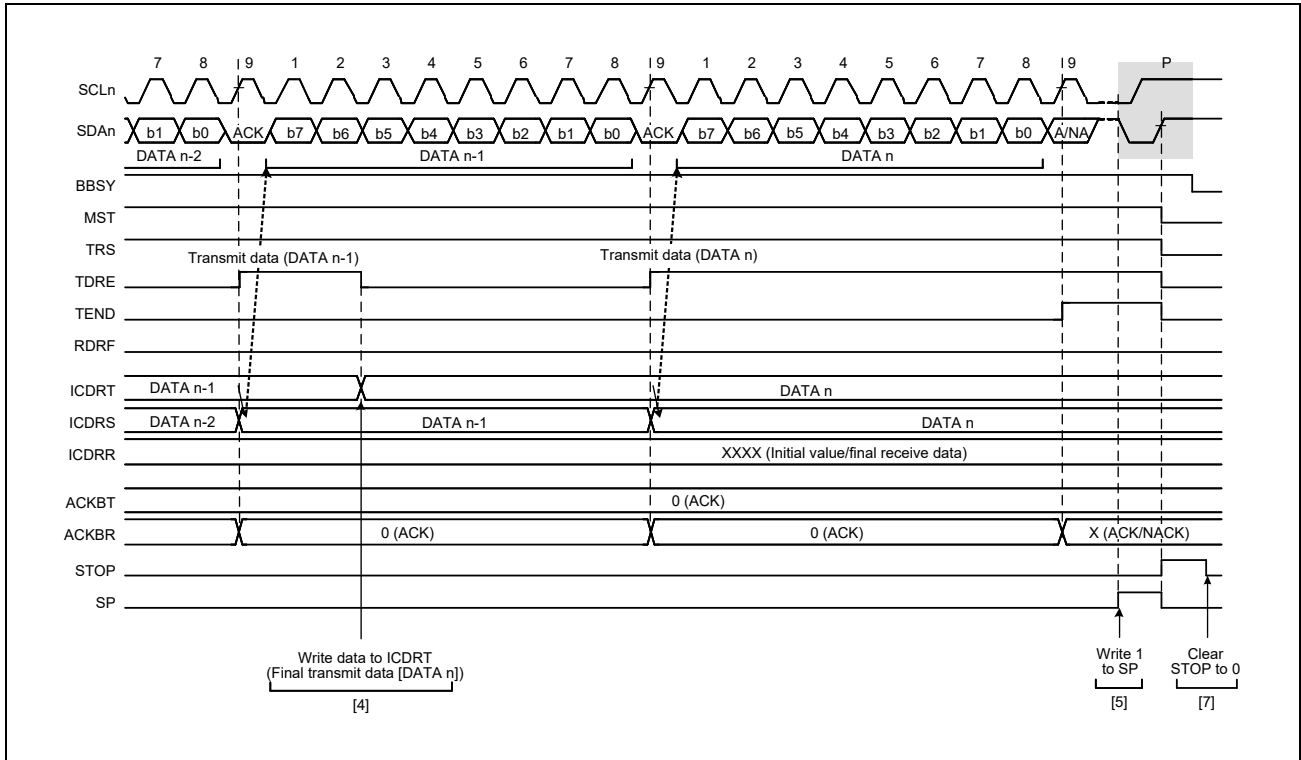 7 8 9 1 2 3 4 5 6 7 8 9 1 2 3 4 5 6 7 8 9 P
SCLn
SDAn b1 b0 ACK b7 b6 b5 b4 b3 b2 b1 b0 ACK b7 b6 b5 b4 b3 b2 b1 b0 A/NA
DATA n-2 DATA n-1 DATA n
BBSY
MST
TRS
Transmit data (DATA n-1) Transmit data (DATA n)
TDRE
TEND
RDRF
ICDRT DATA n-1 DATA n
ICDRS DATA n-2 DATA n-1 DATA n
ICDRR XXXX (Initial value/final receive data)
ACKBT 0 (ACK)
ACKBR 0 (ACK) 0 (ACK) X (ACK/NACK)
STOP
SP
Write data to ICDRT
(Final transmit data [DATA n])
[4]
Write 1
to SP
[5]
Clear
STOP to 0
[7]